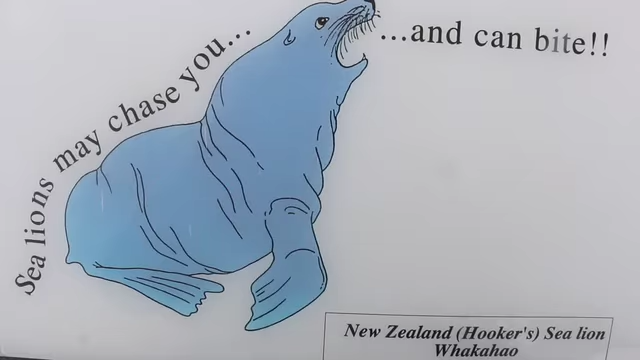 Sea lions may chase you...
...and can bite!!
New Zealand (Hooker's) Sea lion
Whakahao